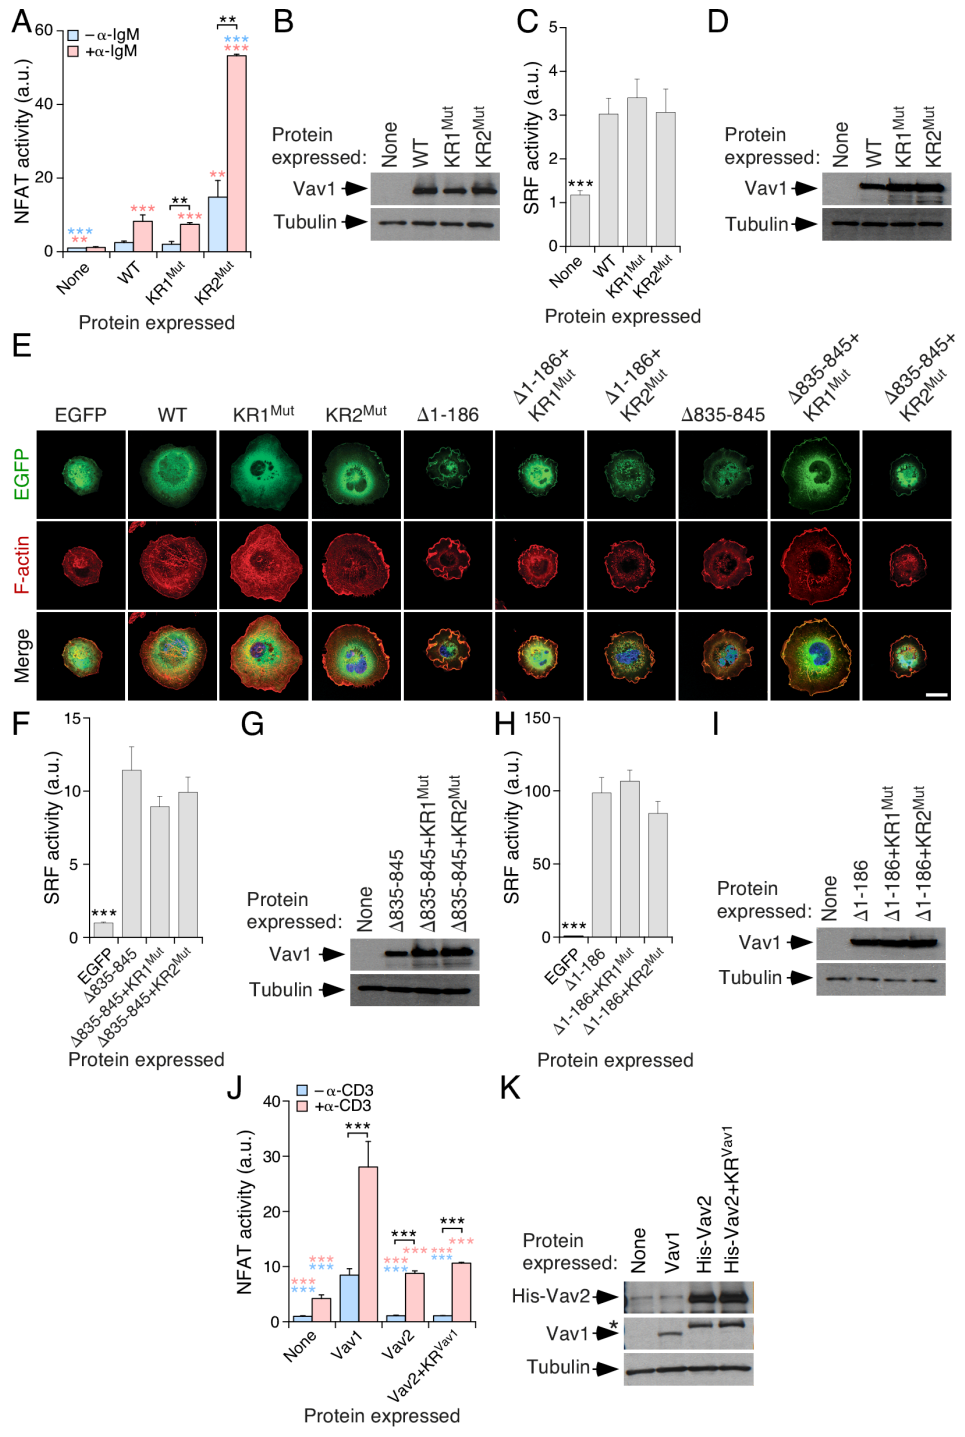 A
NFAT activity (a.u.)
60
40
20
0
−α-IgM
+α-IgM
***
**
**
***
***
**
***
**
***
**
None
WT
KR1Mut
KR2Mut
Protein expressed
B
Protein
expressed:
None
WT
KR1Mut
KR2Mut
Vav1
Tubulin
C
SRF activity (a.u.)
5
4
3
2
1
0
***
None
WT
KR1Mut
KR2Mut
Protein expressed
D
Protein
expressed:
None
WT
KR1Mut
KR2Mut
Vav1
Tubulin
E
EGFP
WT
KR1Mut
KR2Mut
Δ1-186
Δ1-186+
KR1Mut
Δ1-186+
KR2Mut
Δ835-845
Δ835-845+
KR1Mut
Δ835-845+
KR2Mut
EGFP
F-actin
Merge
F
SRF activity (a.u.)
15
10
5
0
***
EGFP
Δ835-845
Δ835-845+KR1Mut
Δ835-845+KR2Mut
Protein expressed
G
Protein
expressed:
None
Δ835-845
Δ835-845+KR1Mut
Δ835-845+KR2Mut
Vav1
Tubulin
H
SRF activity (a.u.)
150
100
50
0
***
EGFP
Δ1-186
Δ1-186+KR1Mut
Δ1-186+KR2Mut
Protein expressed
I
Protein
expressed:
None
Δ1-186
Δ1-186+KR1Mut
Δ1-186+KR2Mut
Vav1
Tubulin
J
NFAT activity (a.u.)
40
30
20
10
0
−α-CD3
+α-CD3
***
***
***
***
***
***
***
***
***
***
***
***
***
None
Vav1
Vav2
Vav2+KRVav1
Protein expressed
K
Protein
expressed:
None
Vav1
His-Vav2
His-Vav2+KRVav1
His-Vav2
*
Vav1
Tubulin